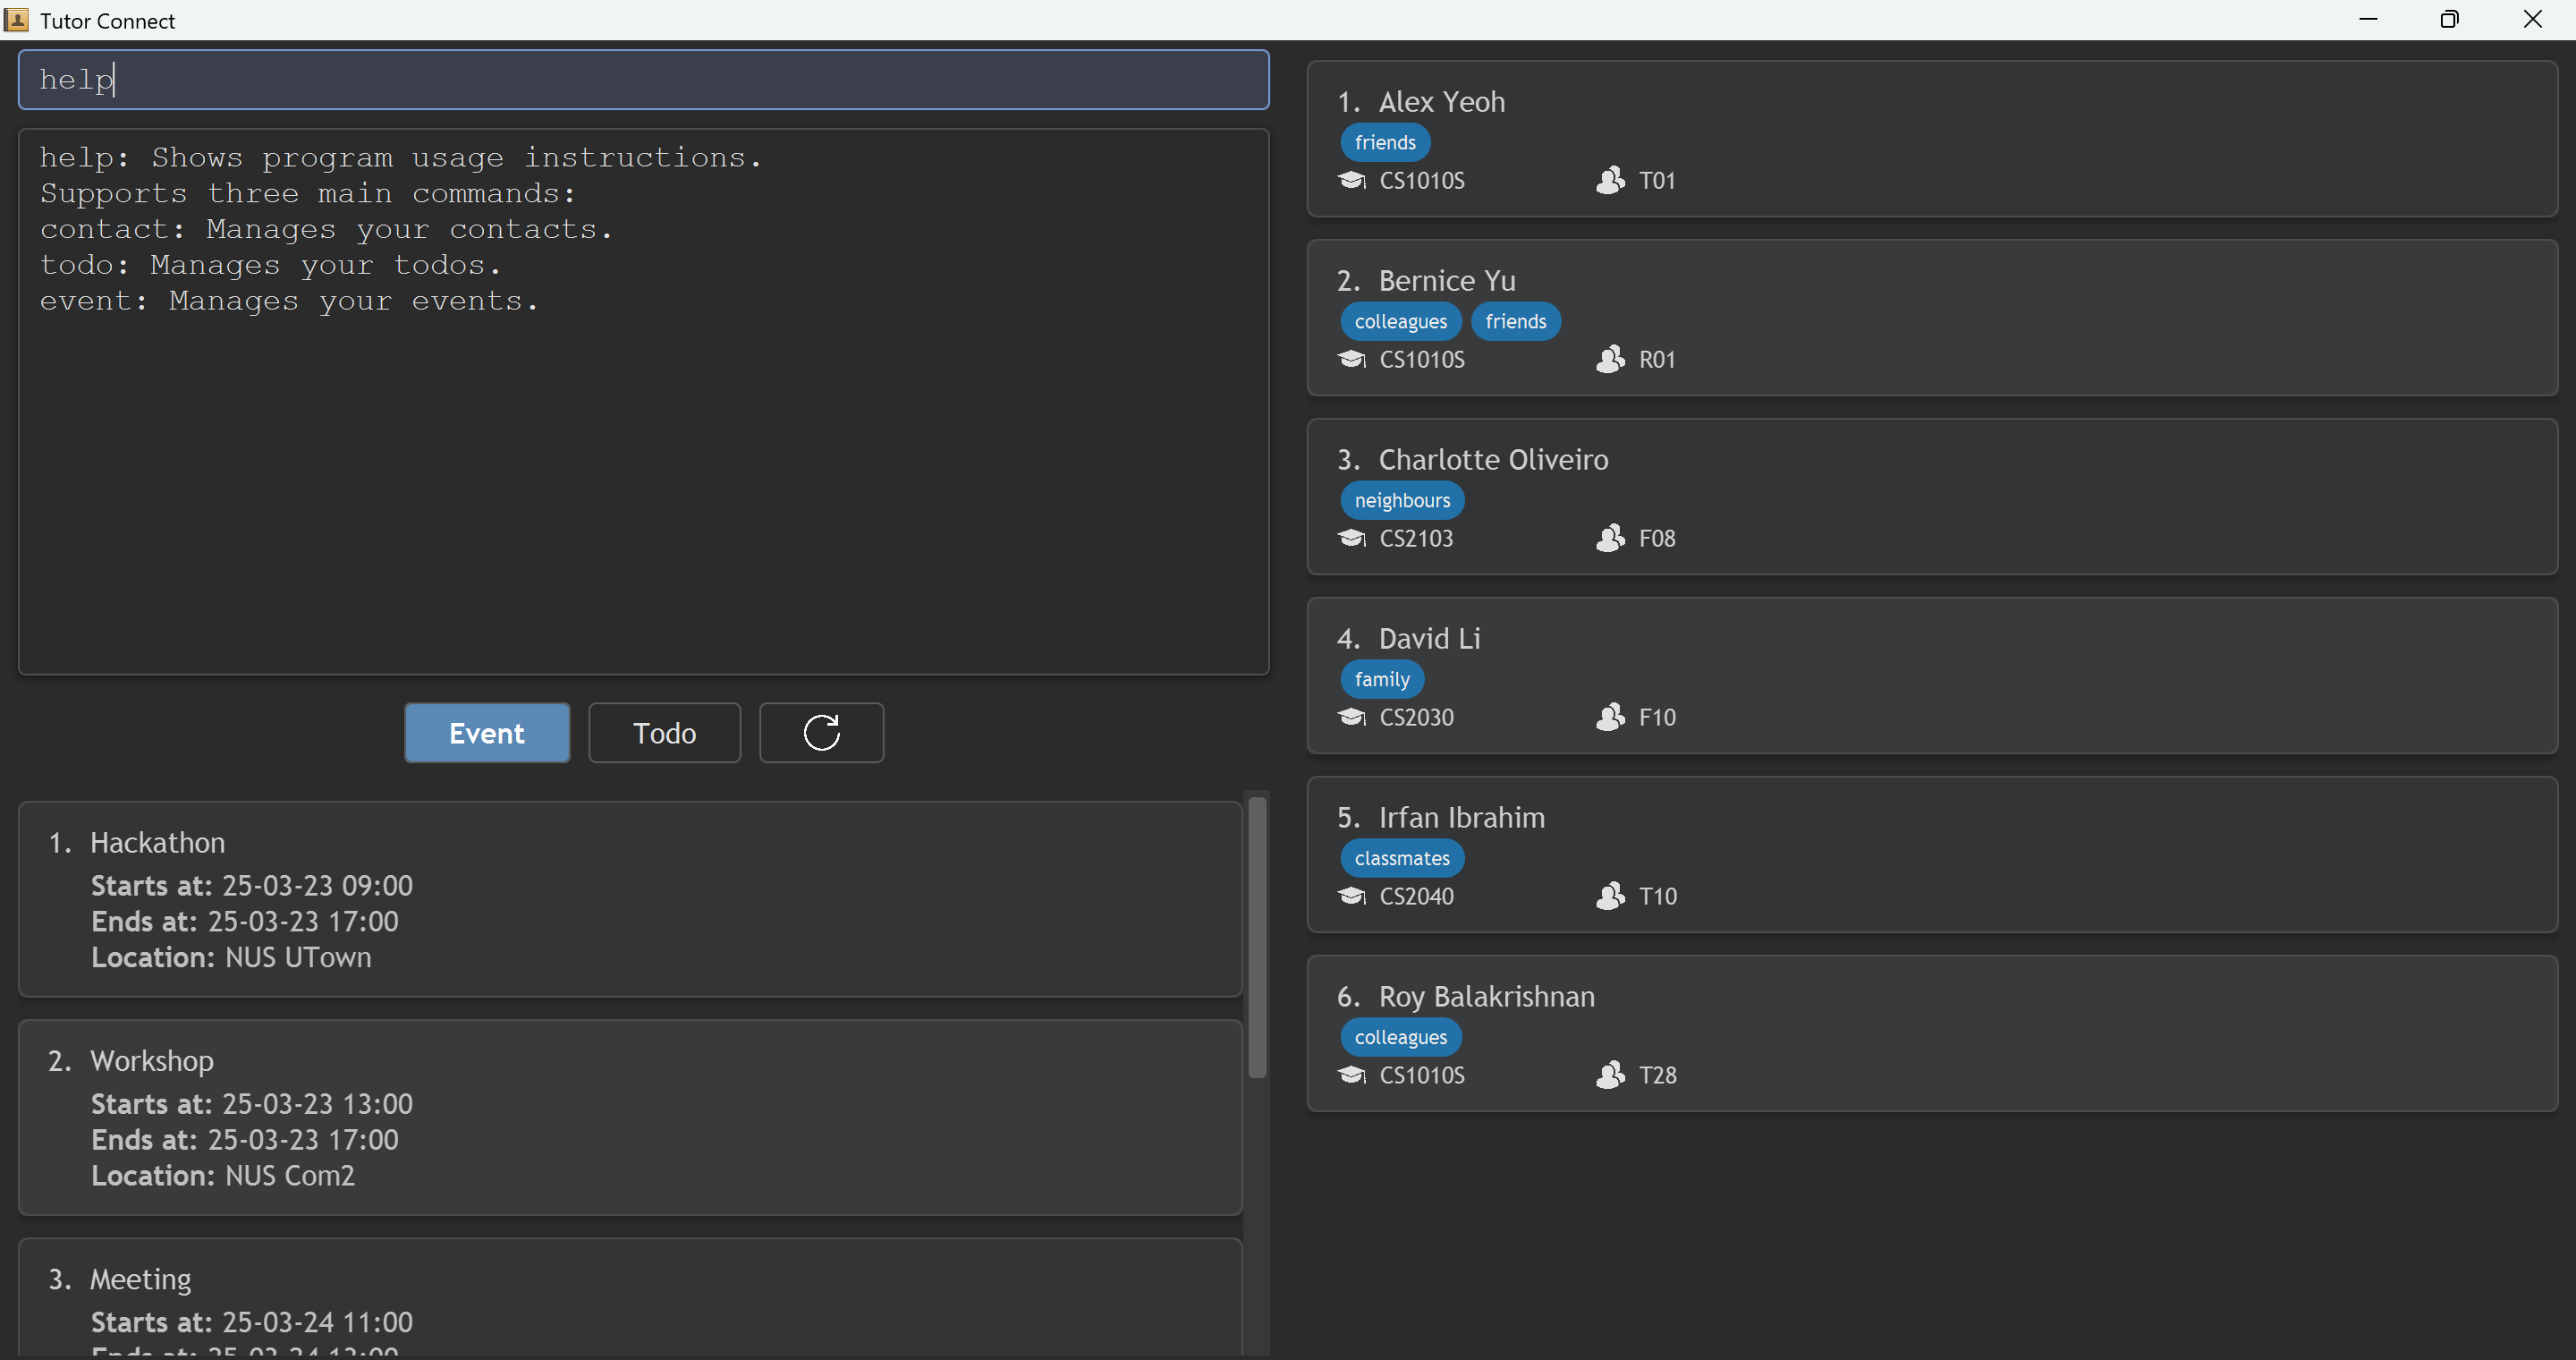 Tutor Connect
help
help: Shows program usage instructions.
Supports three main commands:
contact: Manages your contacts.
todo: Manages your todos.
event: Manages your events.
Event
Todo
1. Hackathon
Starts at: 25-03-23 09:00
Ends at: 25-03-23 17:00
Location: NUS UTown
2. Workshop
Starts at: 25-03-23 13:00
Ends at: 25-03-23 17:00
Location: NUS Com2
3. Meeting
Starts at: 25-03-24 11:00
Ends at: 25-03-24
1. Alex Yeoh
friends
CS1010S T01
2. Bernice Yu
colleagues friends
CS1010S R01
3. Charlotte Oliveiro
neighbours
CS2103 F08
4. David Li
family
CS2030 F10
5. Irfan Ibrahim
classmates
CS2040 T10
6. Roy Balakrishnan
colleagues
CS1010S T28